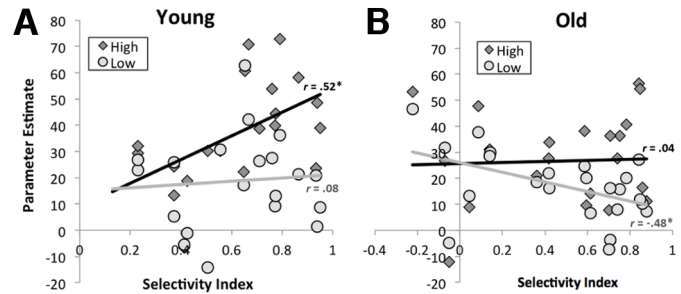 A
Young
Parameter Estimate
80
70
60
50
40
30
20
10
0
-10
-20
High
Low
r = .52*
r = .08
0
0.2
0.4
0.6
0.8
1
Selectivity Index
B
Old
80
70
60
50
40
30
20
10
0
-10
-20
High
Low
r = .04
r = -.48*
-0.4
-0.2
0
0.2
0.4
0.6
0.8
1
Selectivity Index